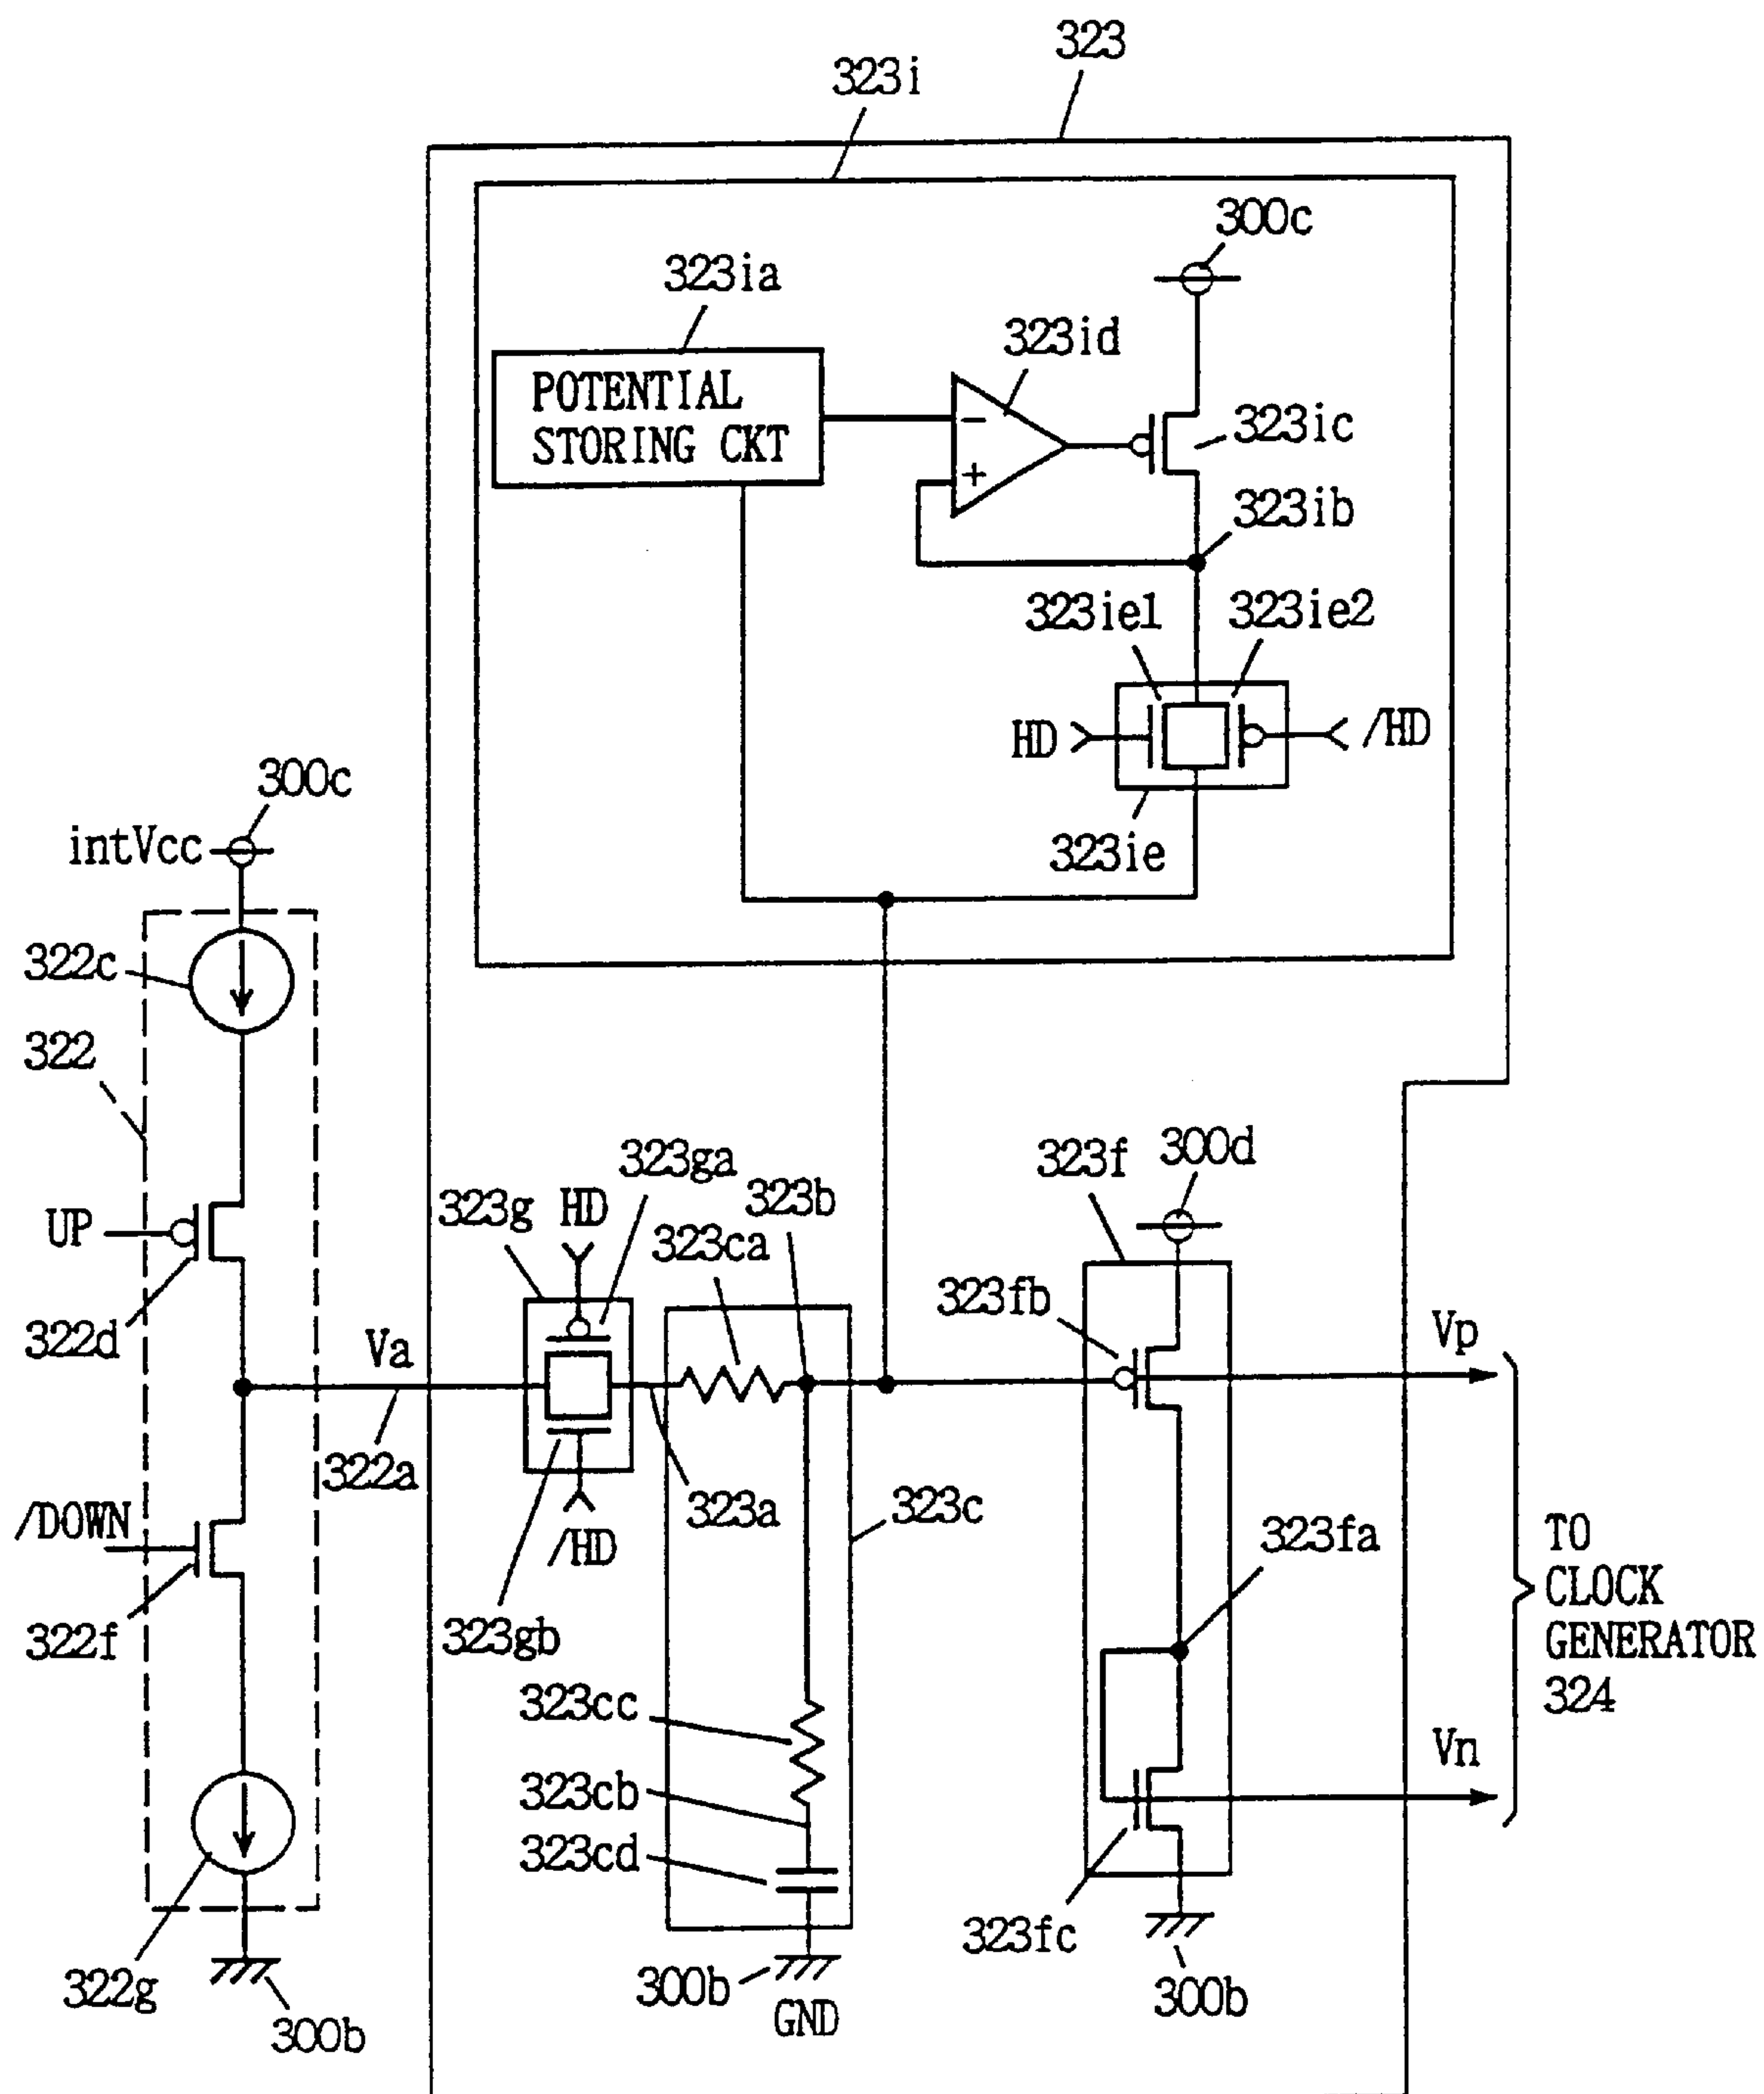 323
323i
300c
323ia
323id
POTENTIAL
STORING CKT
−
+
323ic
323ib
323ie1
323ie2
HD
/HD
323ie
300c
intVcc
322c
322
UP
322d
Va
322a
/DOWN
322f
322g
300b
323g
HD
323ga
323ca
323b
323a
/HD
323gb
323c
323cc
323cb
323cd
300b
GND
323f
300d
323fb
Vp
323fa
Vn
323fc
300b
TO
CLOCK
GENERATOR
324